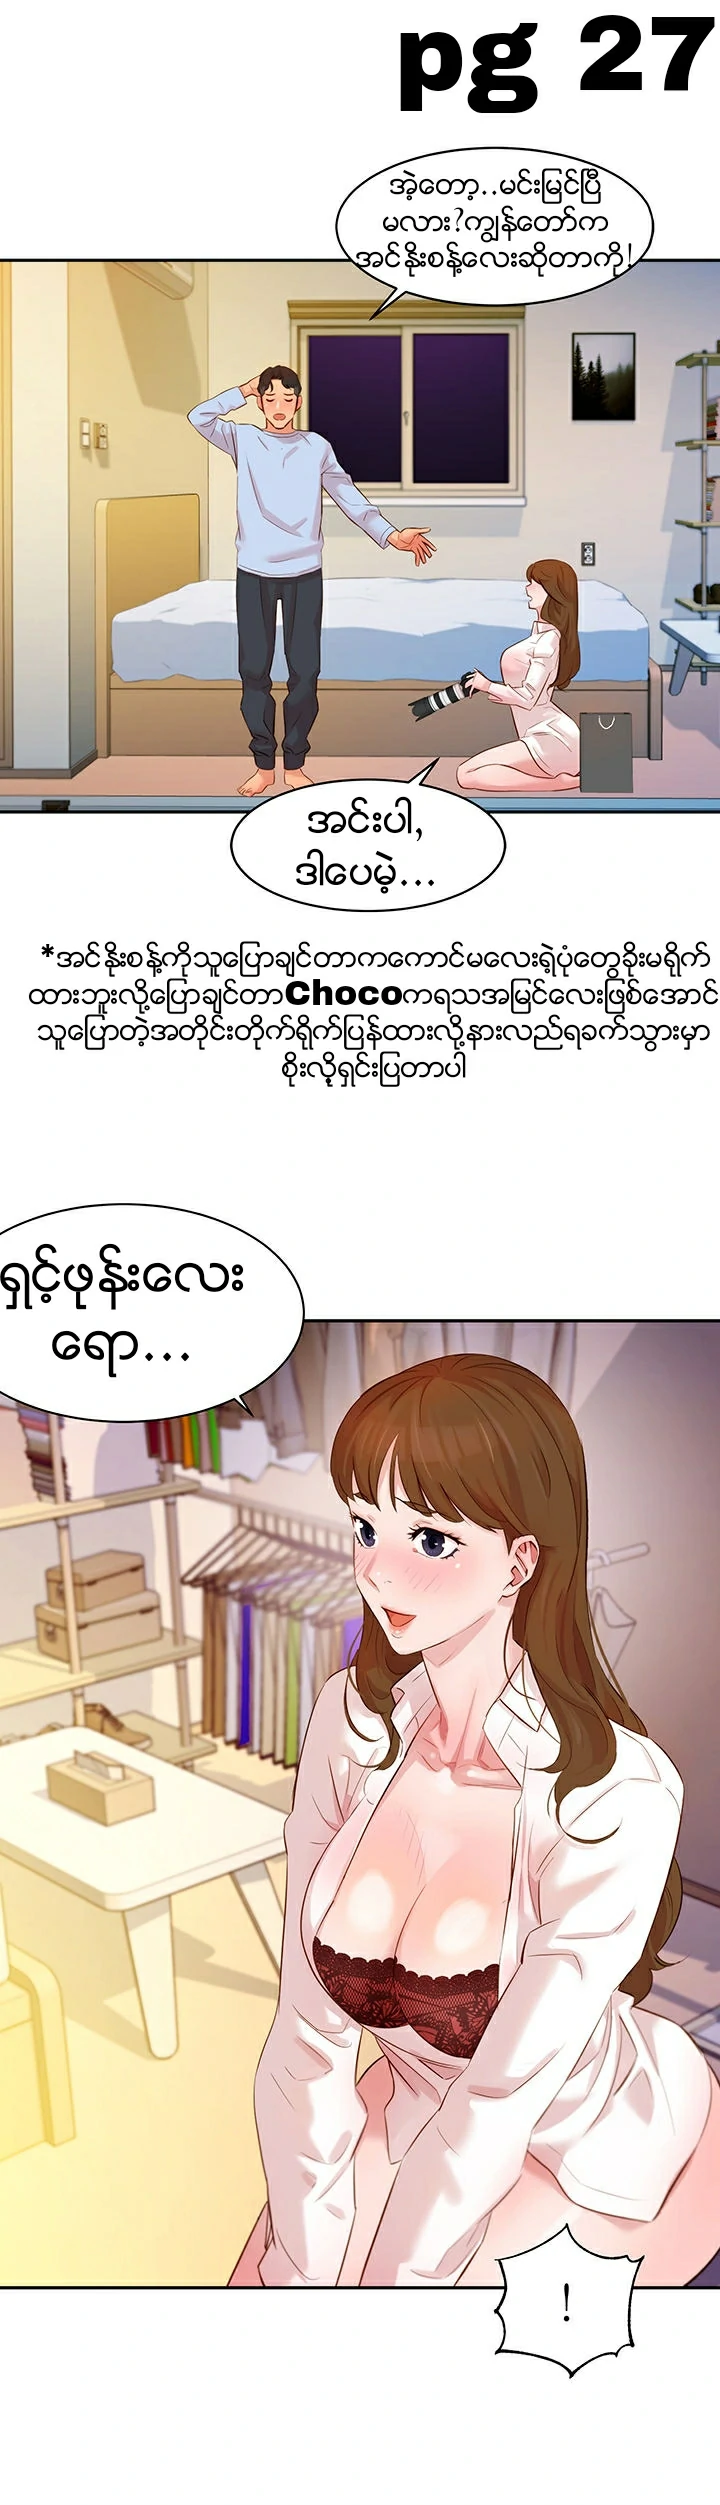 pg 27
အဲ့တော့..မင်းမြင်ပြီ
မလား?ကျွန်တော်က
အင်နိုးစန့်လေးဆိုတာကို!
အင်းပါ,
ဒါပေမဲ့...
*အင်နိုးစန့်ကိုသူပြောချင်တာကကောင်မလေးရဲ့ပုံတွေခိုးမရိုက်
ထားဘူးလို့ပြောချင်တာChocoကရသအမြင်လေးဖြစ်အောင်
သူပြောတဲ့အတိုင်းတိုက်ရိုက်ပြန်ထားလို့နားလည်ရခက်သွားမှာ
စိုးလို့ရှင်းပြတာပါ
ရှင့်ဖုန်းလေး
ရော...
!